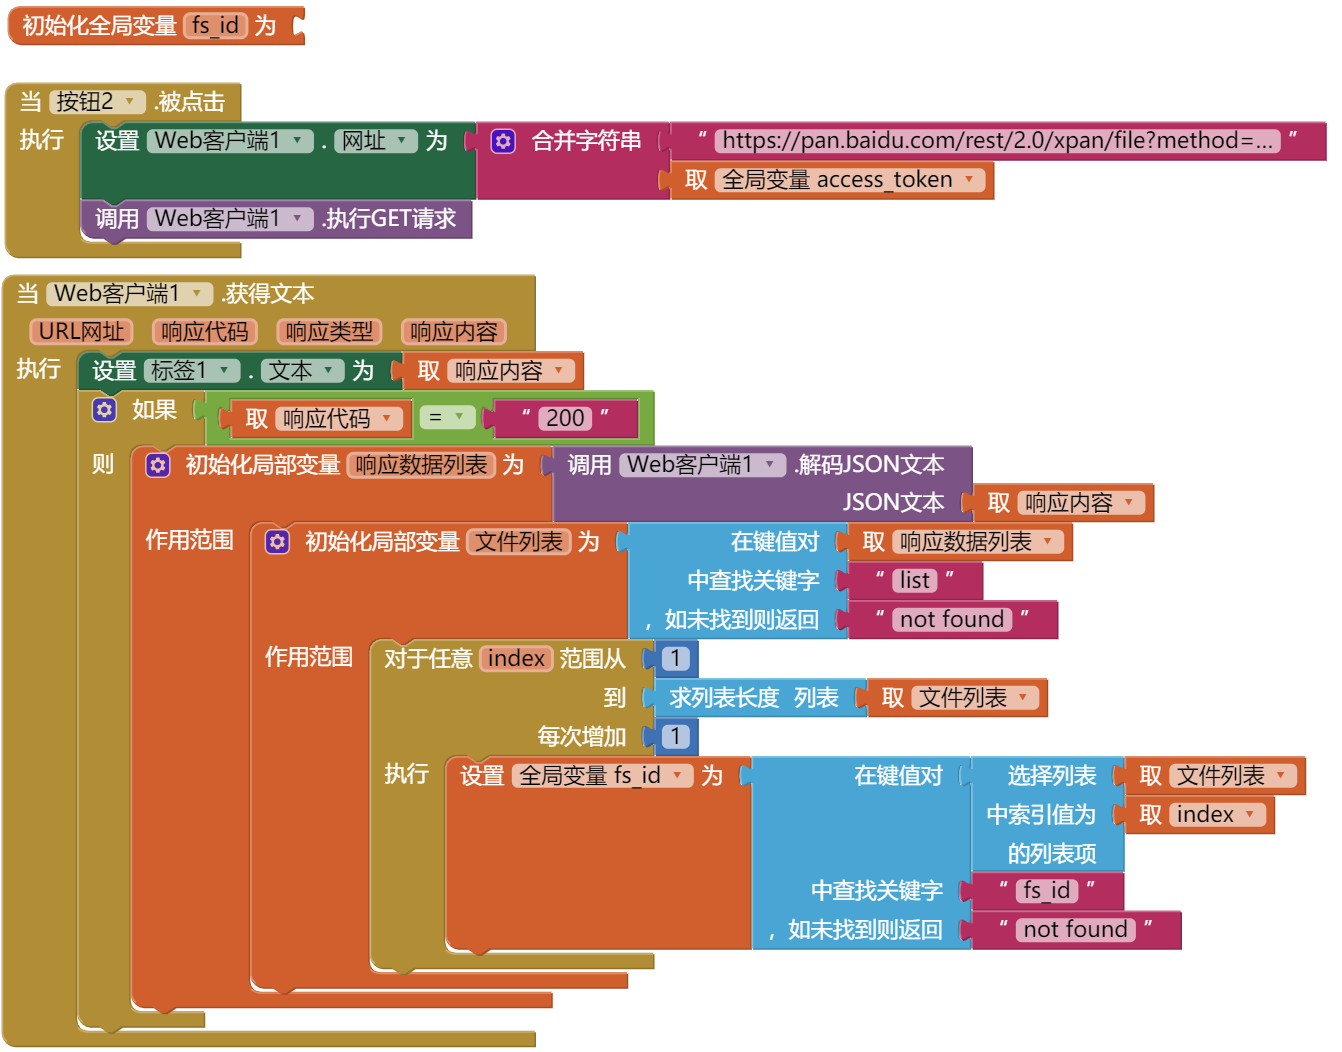 初始化全局变量 fs_id 为
当 按钮2 .被点击
执行 设置 Web客户端1 . 网址 为 合并字符串 “ https://pan.baidu.com/rest/2.0/xpan/file?method=... ”
取 全局变量 access_token
调用 Web客户端1 .执行GET请求
当 Web客户端1 .获得文本
URL网址 响应代码 响应类型 响应内容
执行 设置 标签1 . 文本 为 取 响应内容
如果 取 响应代码 = “ 200 ”
则 初始化局部变量 响应数据列表 为 调用 Web客户端1 .解码JSON文本
JSON文本 取 响应内容
作用范围 初始化局部变量 文件列表 为 在键值对 取 响应数据列表
中查找关键字 “ list ”
，如未找到则返回 “ not found ”
作用范围 对于任意 index 范围从 1
到 求列表长度 列表 取 文件列表
每次增加 1
执行 设置 全局变量 fs_id 为 在键值对 选择列表 取 文件列表
中索引值为 取 index
的列表项
中查找关键字 “ fs_id ”
，如未找到则返回 “ not found ”